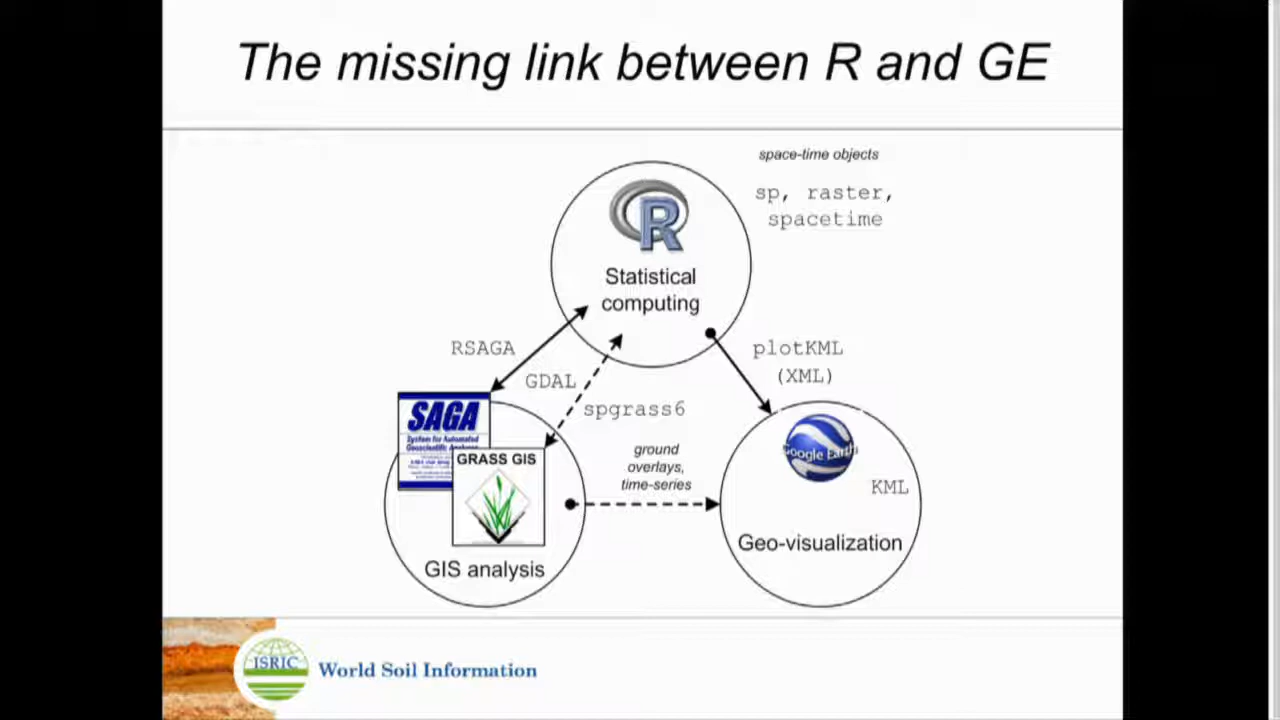 The missing link between R and GE
space-time objects
sp, raster,
spacetime
R
Statistical
computing
RSAGA
plotKML
(XML)
GDAL
spgrass6
SAGA
System for Automated
Geoscientific Analyses
GRASS GIS
ground
overlays,
time-series
Google Earth
KML
Geo-visualization
GIS analysis
ISRIC
World Soil Information